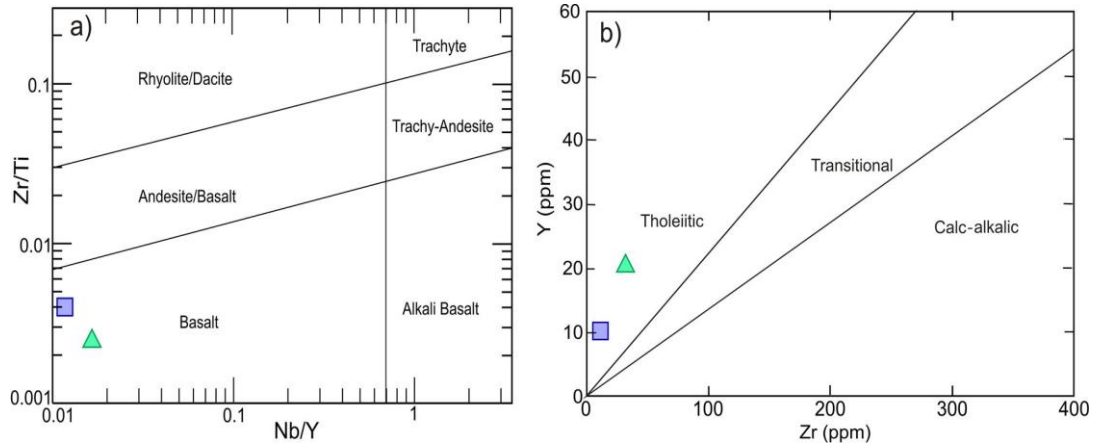 a)
Trachyte
Rhyolite/Dacite
0.1
Trachy-Andesite
Zr/Ti
Andesite/Basalt
0.01
Basalt
Alkali Basalt
0.001
0.01
0.1
1
Nb/Y
b)
60
50
40
Transitional
30
Y (ppm)
Tholeiitic
Calc-alkalic
20
10
0
0
100
200
300
400
Zr (ppm)